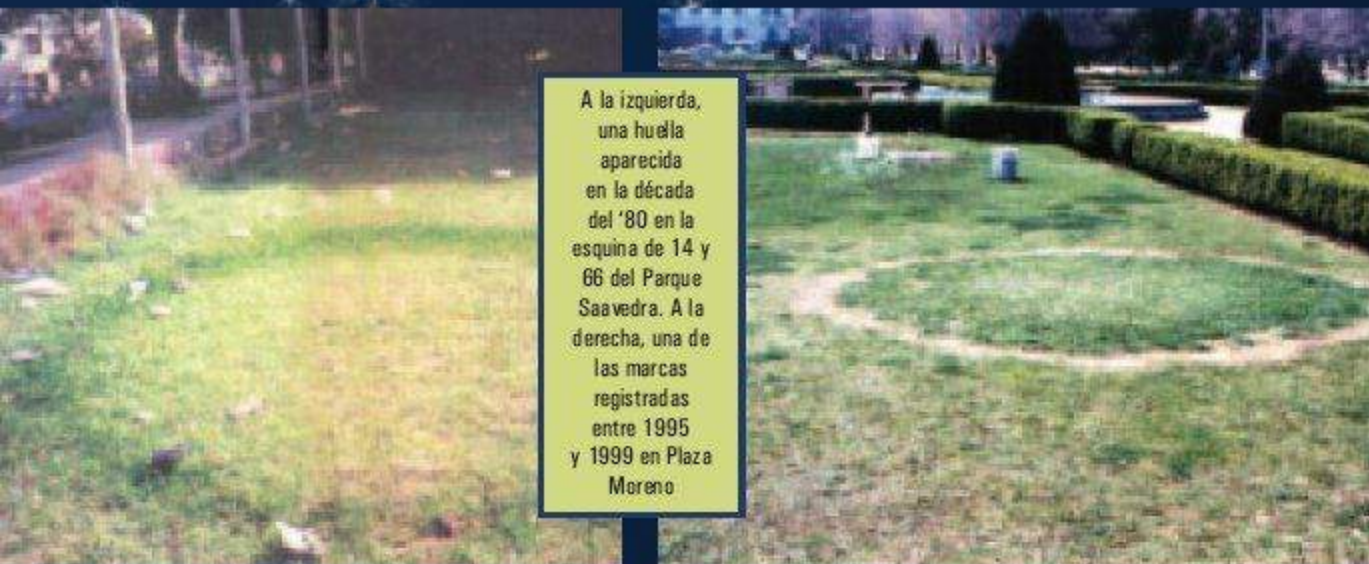 A la izquierda,
una huella
aparecida
en la década
del ‘80 en la
esquina de 14 y
66 del Parque
Saavedra. A la
derecha, una de
las marcas
registradas
entre 1995
y 1999 en Plaza
Moreno